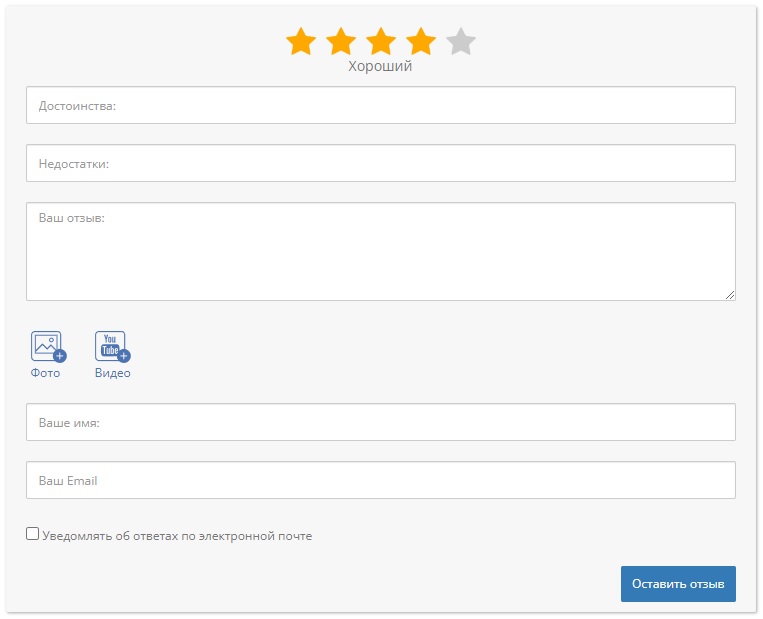 Хороший
Достоинства:
Недостатки:
Ваш отзыв:
You
Tube
Фото
Видео
Ваше имя:
Ваш Email
Уведомлять об ответах по электронной почте
Оставить отзыв